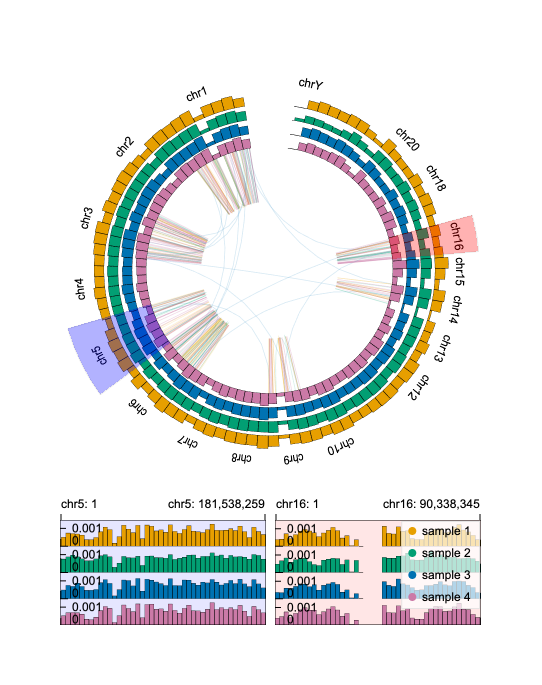 chrY
chr1
chr20
chr2
chr18
chr3
chr16
chr15
chr4
chr14
chr5
chr13
chr6
chr12
chr7
chr10
chr8
chr9
chr5: 1
chr5: 181,538,259
chr16: 1
chr16: 90,338,345
0.001
0
0.001
0
sample 1
0.001
0
0.001
0
sample 2
0.001
0
0.001
0
sample 3
0.001
0
0.001
0
sample 4